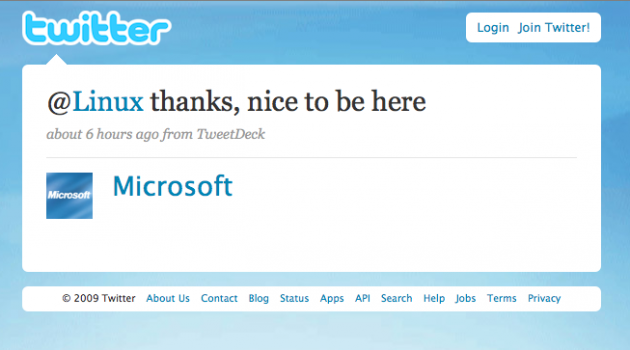 twitter
Login Join Twitter!
@Linux thanks, nice to be here
about 6 hours ago from TweetDeck
Microsoft
Microsoft
© 2009 Twitter About Us Contact Blog Status Apps API Search Help Jobs Terms Privacy